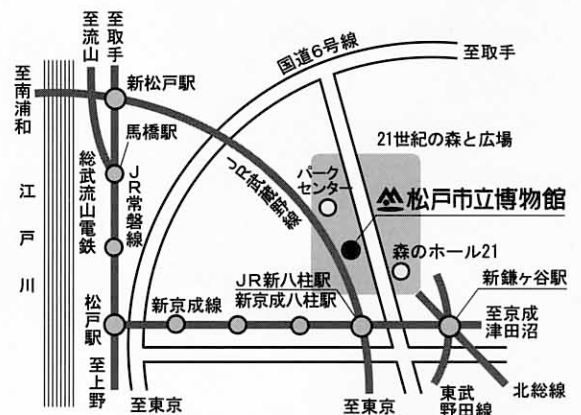 至流山
至取手
国道6号線
至取手
至南浦和
新松戸駅
馬橋駅
21世紀の森と広場
総武流山電鉄
JR常磐線
JR武蔵野線
パーク
センター
松戸市立博物館
江戸川
森のホール21
JR新八柱駅
新京成八柱駅
新鎌ヶ谷駅
松戸駅
新京成線
至京成
津田沼
至上野
至東京
至東京
東武
野田線
北総線